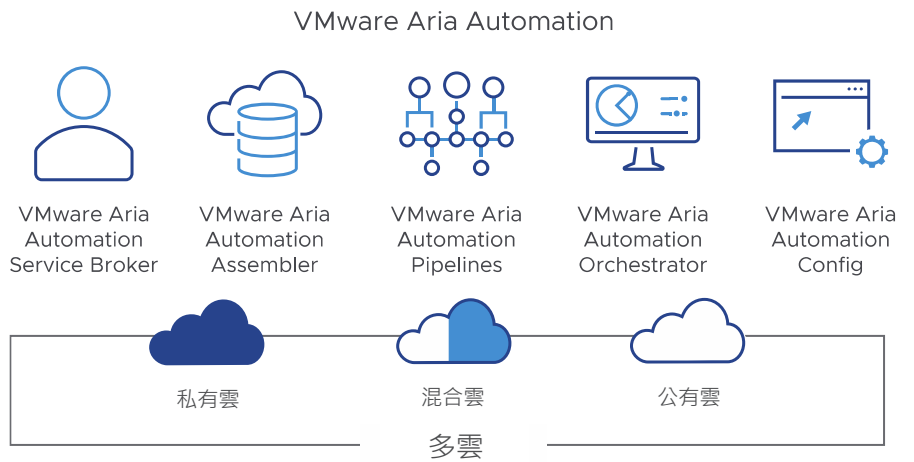 VMware Aria Automation
VMware Aria
Automation
Service Broker
VMware Aria
Automation
Assembler
VMware Aria
Automation
Pipelines
VMware Aria
Automation
Orchestrator
VMware Aria
Automation
Config
私有雲
混合雲
公有雲
多雲